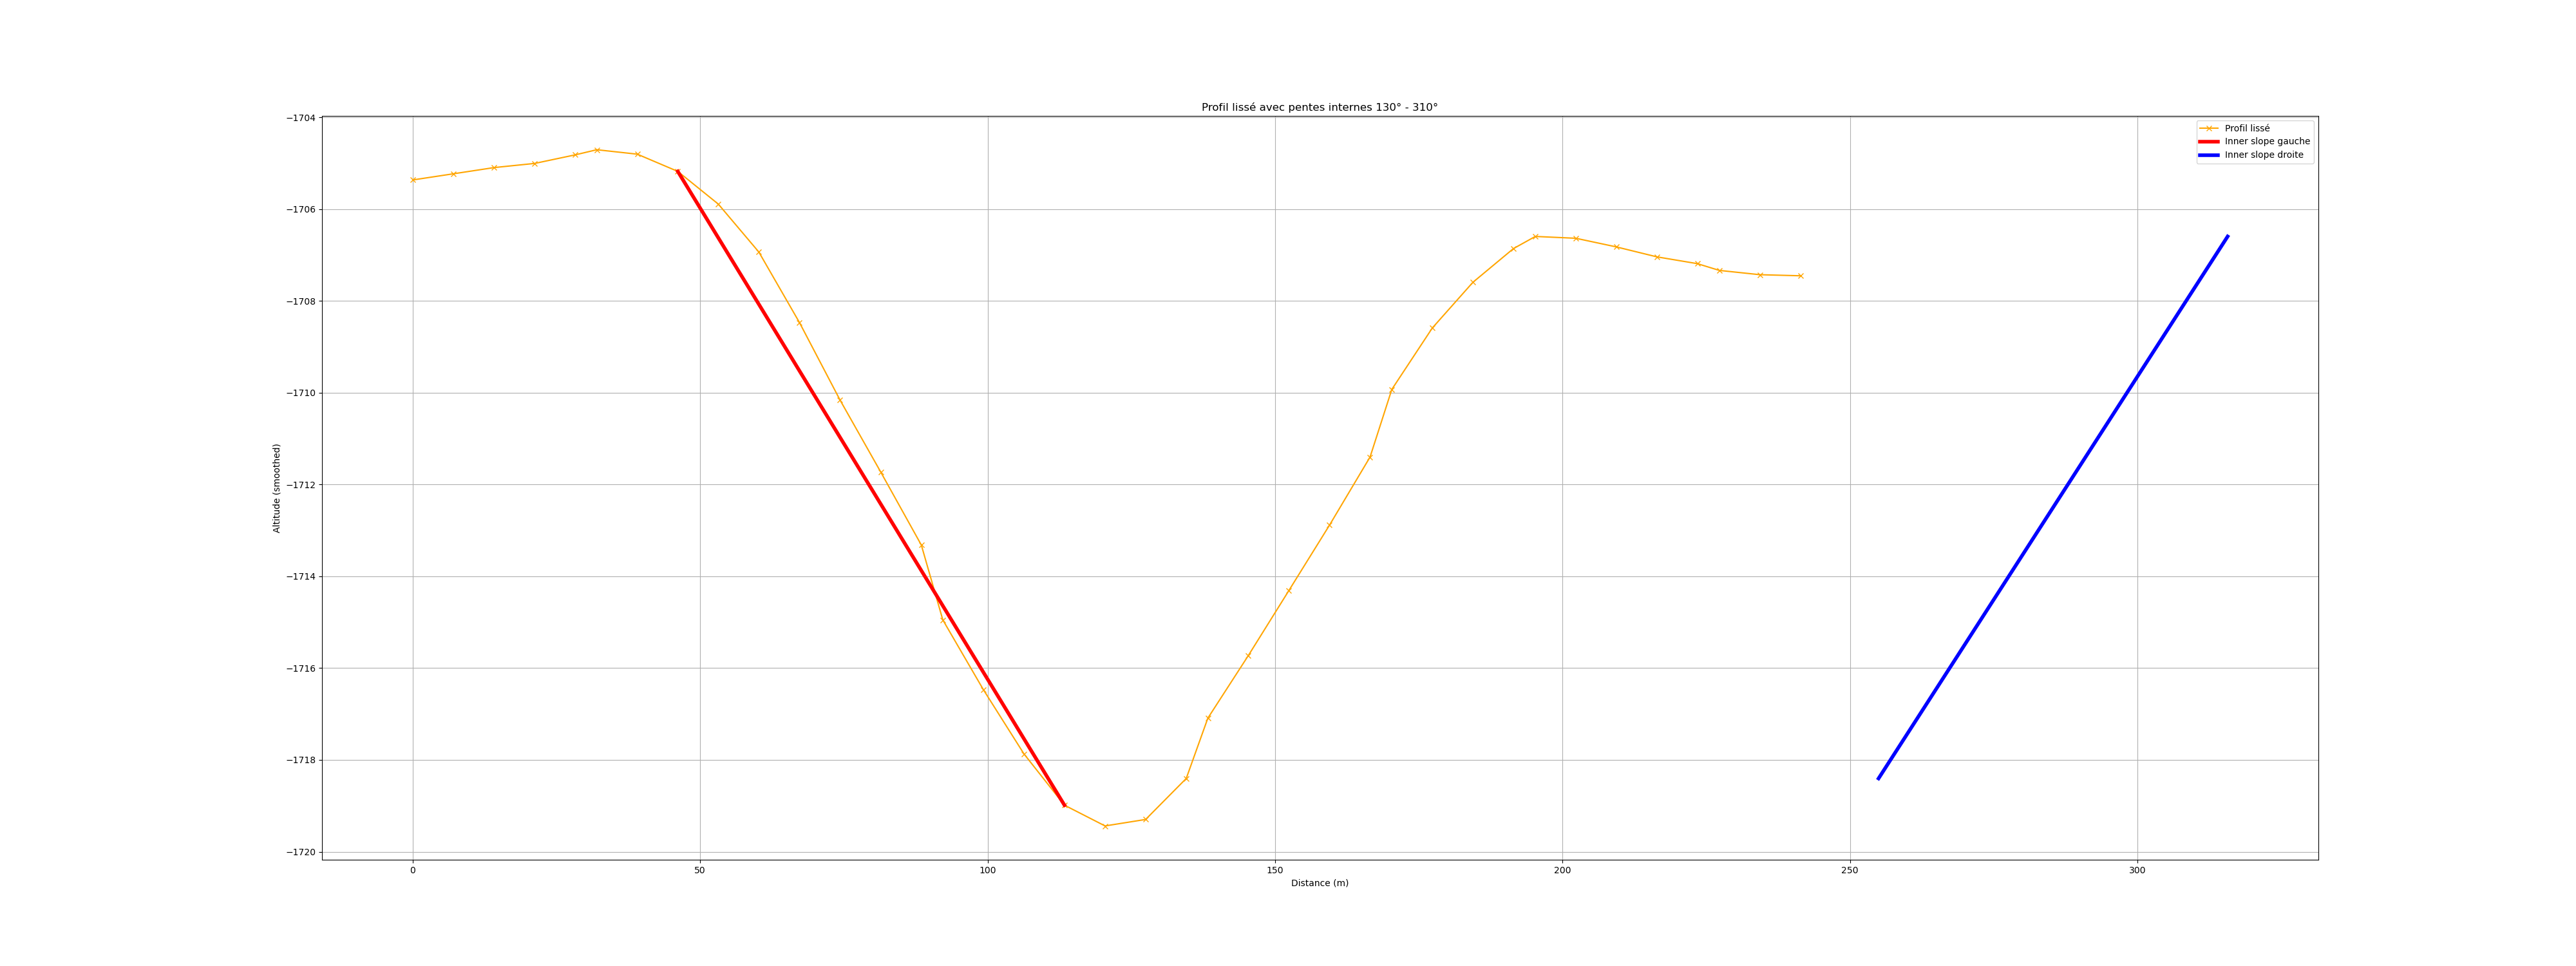 Profil lissé avec pentes internes 130° - 310°
−1704
−1706
−1708
−1710
−1712
−1714
−1716
−1718
−1720
Altitude (smoothed)
Profil lissé
Inner slope gauche
Inner slope droite
0
50
100
150
200
250
300
Distance (m)